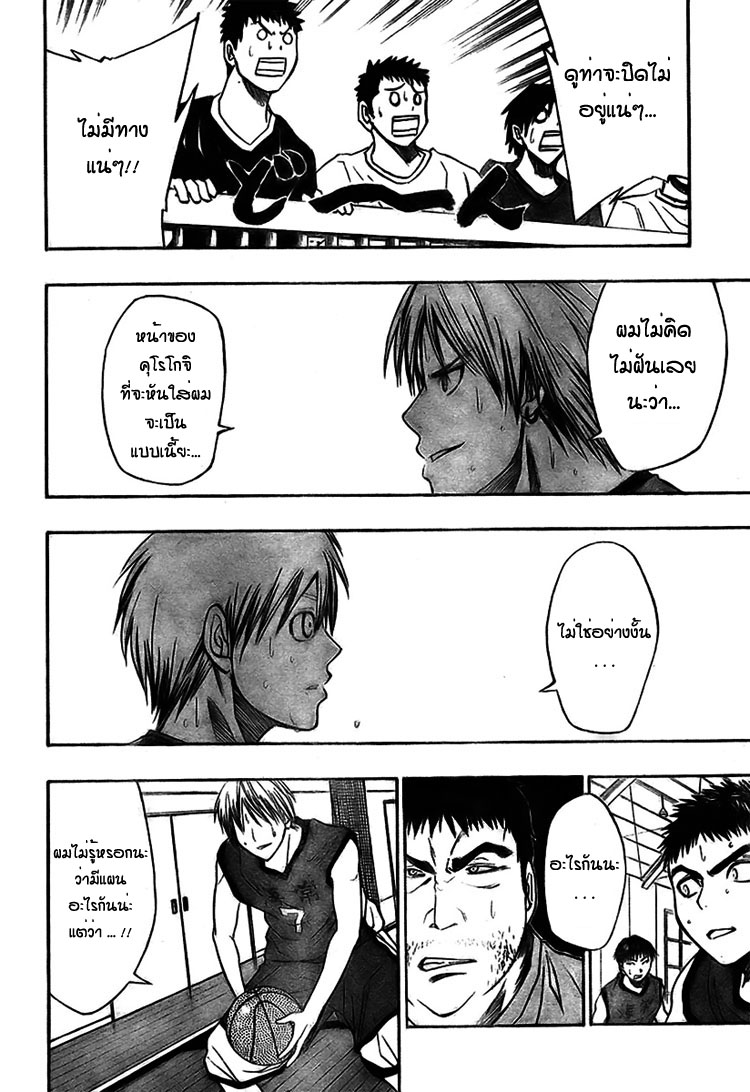 ดูท่าจะปิดไม่
อยู่แน่ๆ...
ไม่มีทาง
แน่ๆ!!
ผมไม่คิด
ไม่ฝันเลย
นะว่า...
หน้าของ
คุโรโกจิ
ที่จะหันใส่ผม
จะเป็น
แบบเนี้ยะ...
ไม่ใช่อย่างงั้น
...
อะไรกันนะ
...
ผมไม่รู้หรอกนะ
ว่ามีแผน
อะไรกันน่ะ
แต่ว่า ... !!
7